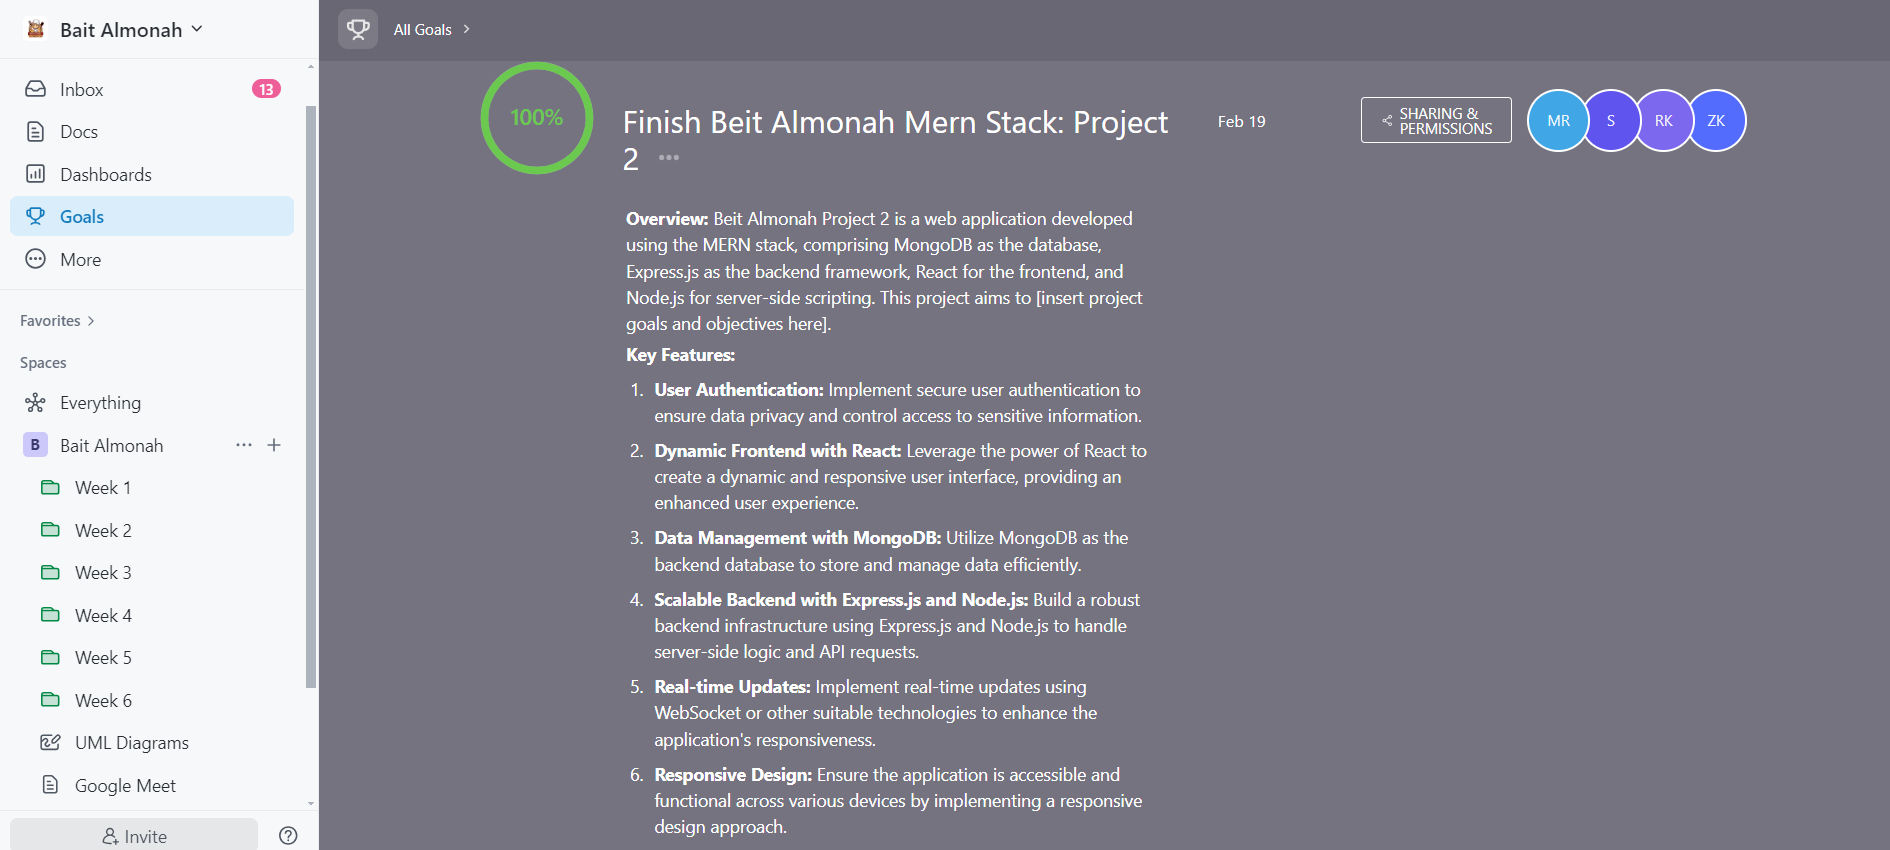 Bait Almonah
Inbox
13
Docs
Dashboards
Goals
More
Favorites
Spaces
Everything
B Bait Almonah
Week 1
Week 2
Week 3
Week 4
Week 5
Week 6
UML Diagrams
Google Meet
Invite
All Goals
100%
Finish Beit Almonah Mern Stack: Project
2
Feb 19
SHARING &
PERMISSIONS
MR S RK ZK
Overview: Beit Almonah Project 2 is a web application developed
using the MERN stack, comprising MongoDB as the database,
Express.js as the backend framework, React for the frontend, and
Node.js for server-side scripting. This project aims to [insert project
goals and objectives here].
Key Features:
1. User Authentication: Implement secure user authentication to
ensure data privacy and control access to sensitive information.
2. Dynamic Frontend with React: Leverage the power of React to
create a dynamic and responsive user interface, providing an
enhanced user experience.
3. Data Management with MongoDB: Utilize MongoDB as the
backend database to store and manage data efficiently.
4. Scalable Backend with Express.js and Node.js: Build a robust
backend infrastructure using Express.js and Node.js to handle
server-side logic and API requests.
5. Real-time Updates: Implement real-time updates using
WebSocket or other suitable technologies to enhance the
application's responsiveness.
6. Responsive Design: Ensure the application is accessible and
functional across various devices by implementing a responsive
design approach.